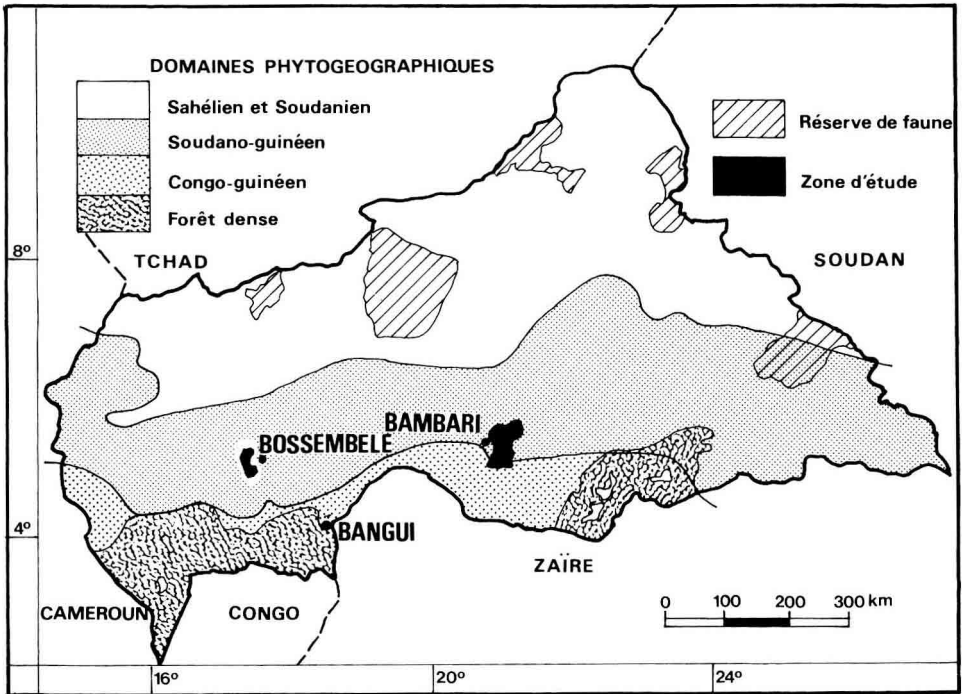 DOMAINES PHYTOGEOGRAPHIQUES
Sahélien et Soudanien
Soudano-guinéen
Congo-guinéen
Forêt dense
Réserve de faune
Zone d'étude
8°
TCHAD
SOUDAN
BAMBARI
BOSSEMBELE
4°
BANGUI
ZAÏRE
CAMEROUN
CONGO
0 100 200 300 km
16° 20° 24°